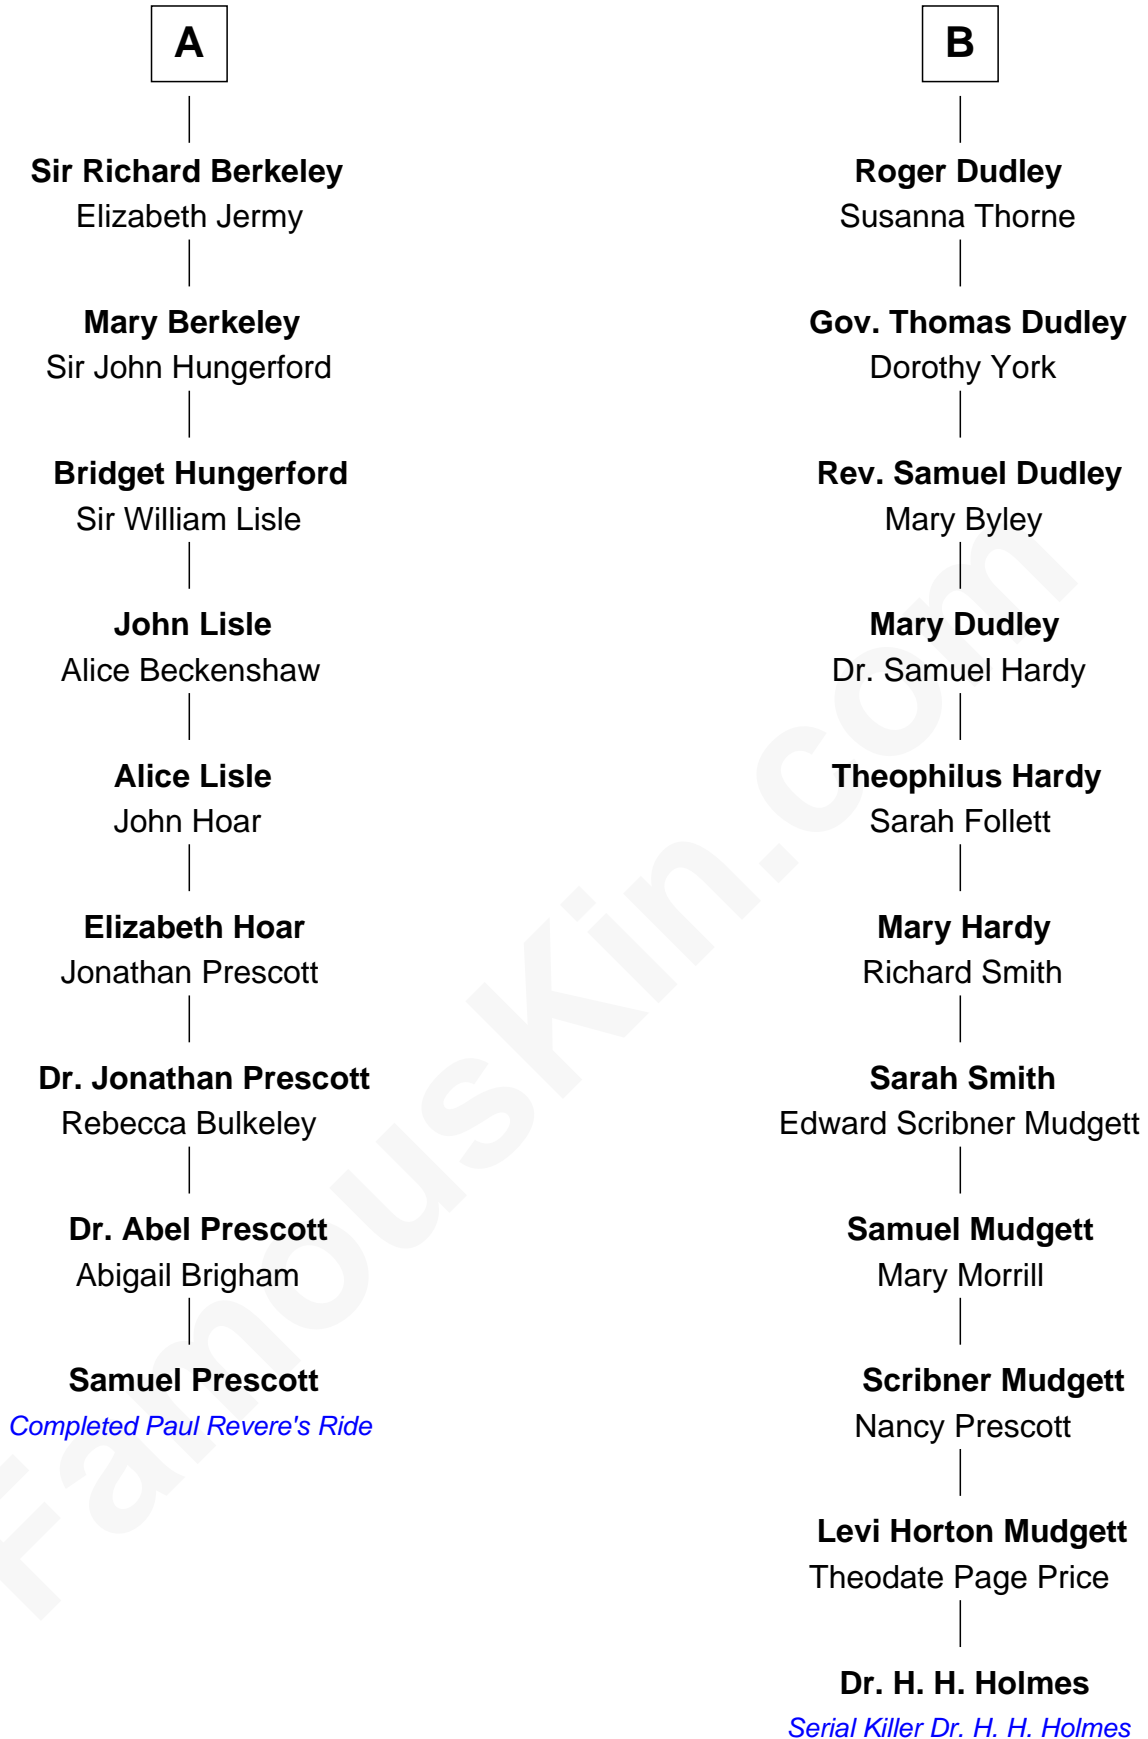 A
Sir Richard Berkeley
Elizabeth Jermy
Mary Berkeley
Sir John Hungerford
Bridget Hungerford
Sir William Lisle
John Lisle
Alice Beckenshaw
Alice Lisle
John Hoar
Elizabeth Hoar
Jonathan Prescott
Dr. Jonathan Prescott
Rebecca Bulkeley
Dr. Abel Prescott
Abigail Brigham
Samuel Prescott
Completed Paul Revere's Ride
B
Roger Dudley
Susanna Thorne
Gov. Thomas Dudley
Dorothy York
Rev. Samuel Dudley
Mary Byley
Mary Dudley
Dr. Samuel Hardy
Theophilus Hardy
Sarah Follett
Mary Hardy
Richard Smith
Sarah Smith
Edward Scribner Mudgett
Samuel Mudgett
Mary Morrill
Scribner Mudgett
Nancy Prescott
Levi Horton Mudgett
Theodate Page Price
Dr. H. H. Holmes
Serial Killer Dr. H. H. Holmes
FamousKin.com